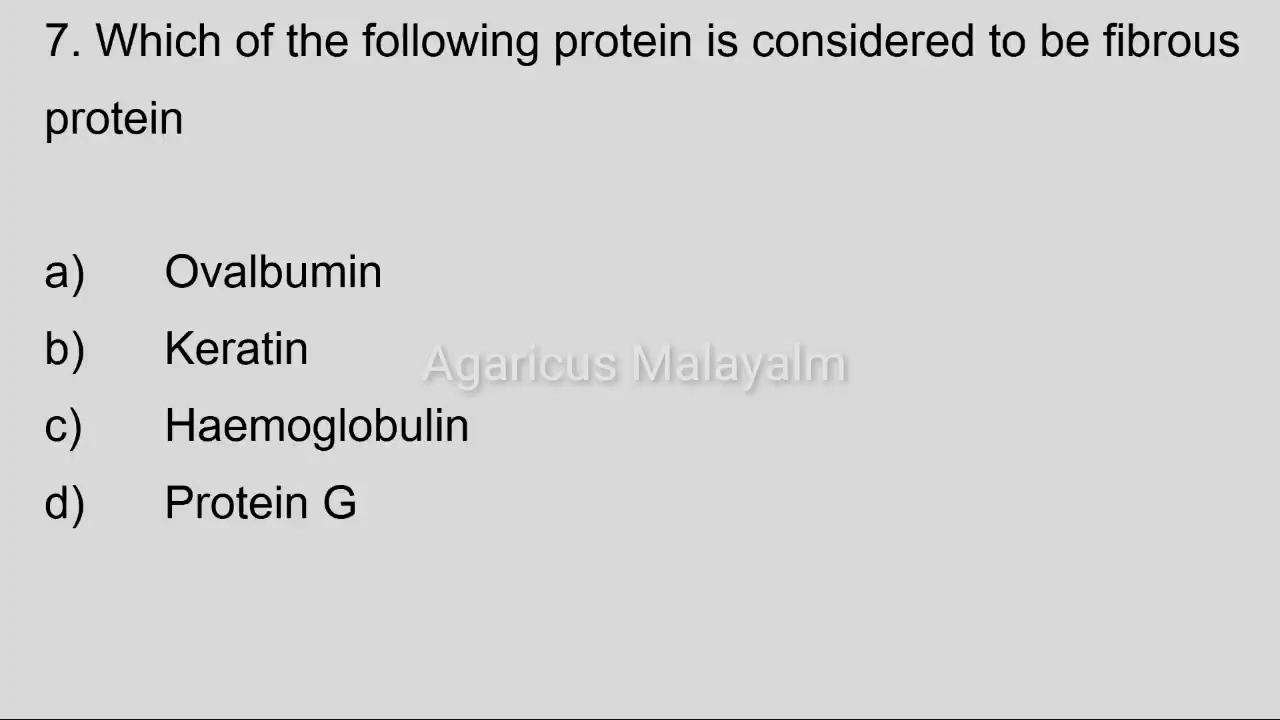 7. Which of the following protein is considered to be fibrous
protein
a) Ovalbumin
b) Keratin
Agaricus Malayalm
c) Haemoglobulin
d) Protein G